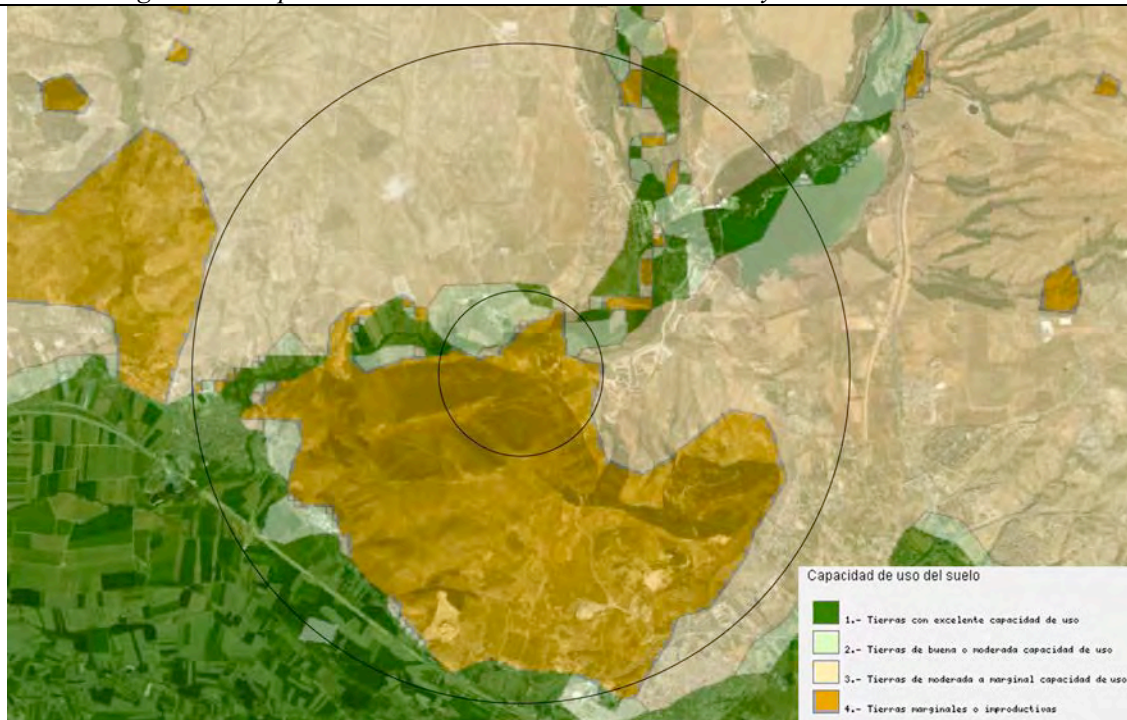 Capacidad de uso del suelo
1.- Tierras con excelente capacidad de uso
2.- Tierras de buena o moderada capacidad de uso
3.- Tierras de moderada a marginal capacidad de uso
4.- Tierras marginales o improductivas